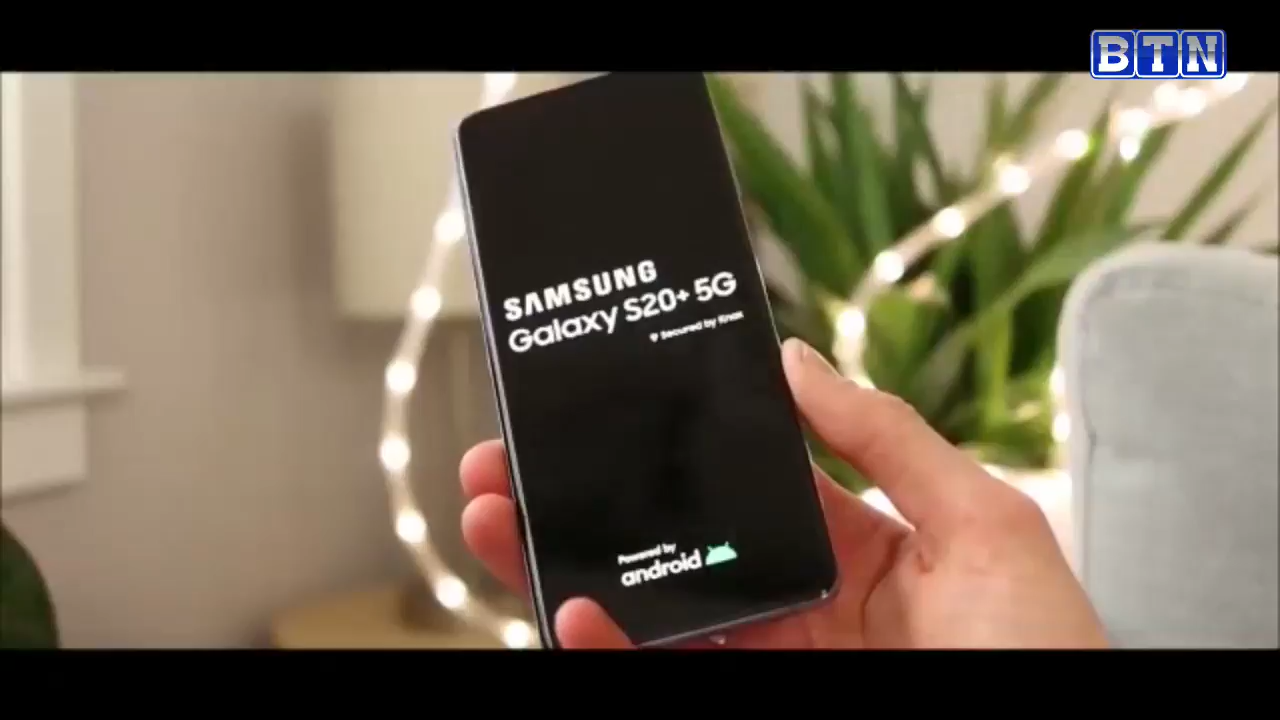 BTN
SAMSUNG
Galaxy S20+ 5G
Secured by Knox
Powered by
android